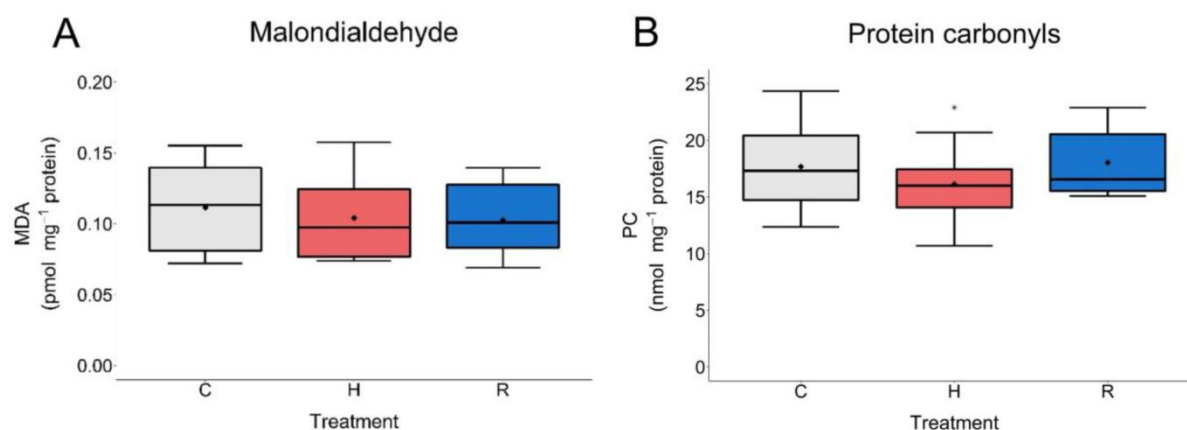 A
Malondialdehyde
MDA
(pmol mg⁻¹ protein)
0.20
0.15
0.10
0.05
0.00
C H R
Treatment
B
Protein carbonyls
PC
(nmol mg⁻¹ protein)
25
20
15
10
5
0
C H R
Treatment